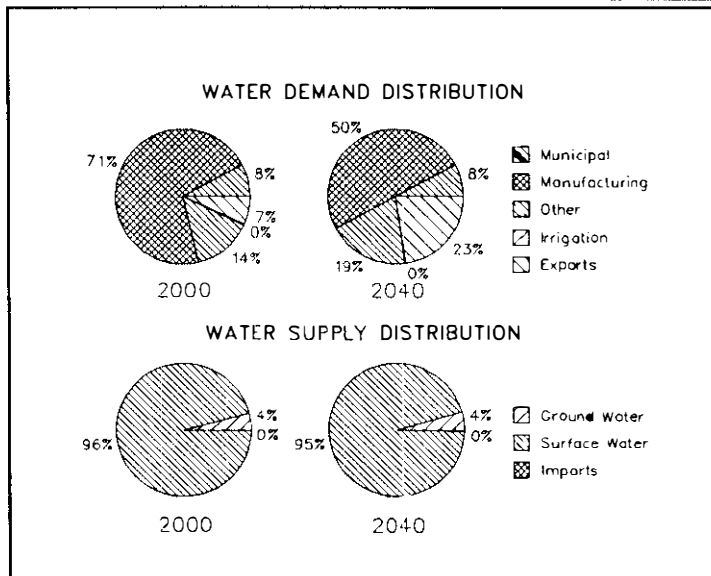 WATER DEMAND DISTRIBUTION
50%
71%
8%
8%
7%
0%
14%
19%
0%
23%
2000
2040
Municipal
Manufacturing
Other
Irrigation
Exports
WATER SUPPLY DISTRIBUTION
4%
0%
96%
4%
0%
95%
2000
2040
Ground Water
Surface Water
Imports